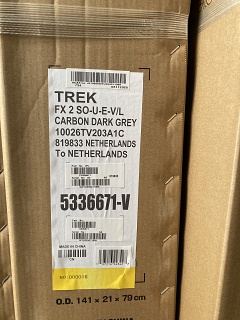 TREK
FX 2 SO-U-E-V/L
CARBON DARK GREY
10026TV203A1C
819833 NETHERLANDS
To NETHERLANDS
5336671-V
MADE IN CHINA
O.D. 141 x 21 x 79 cm